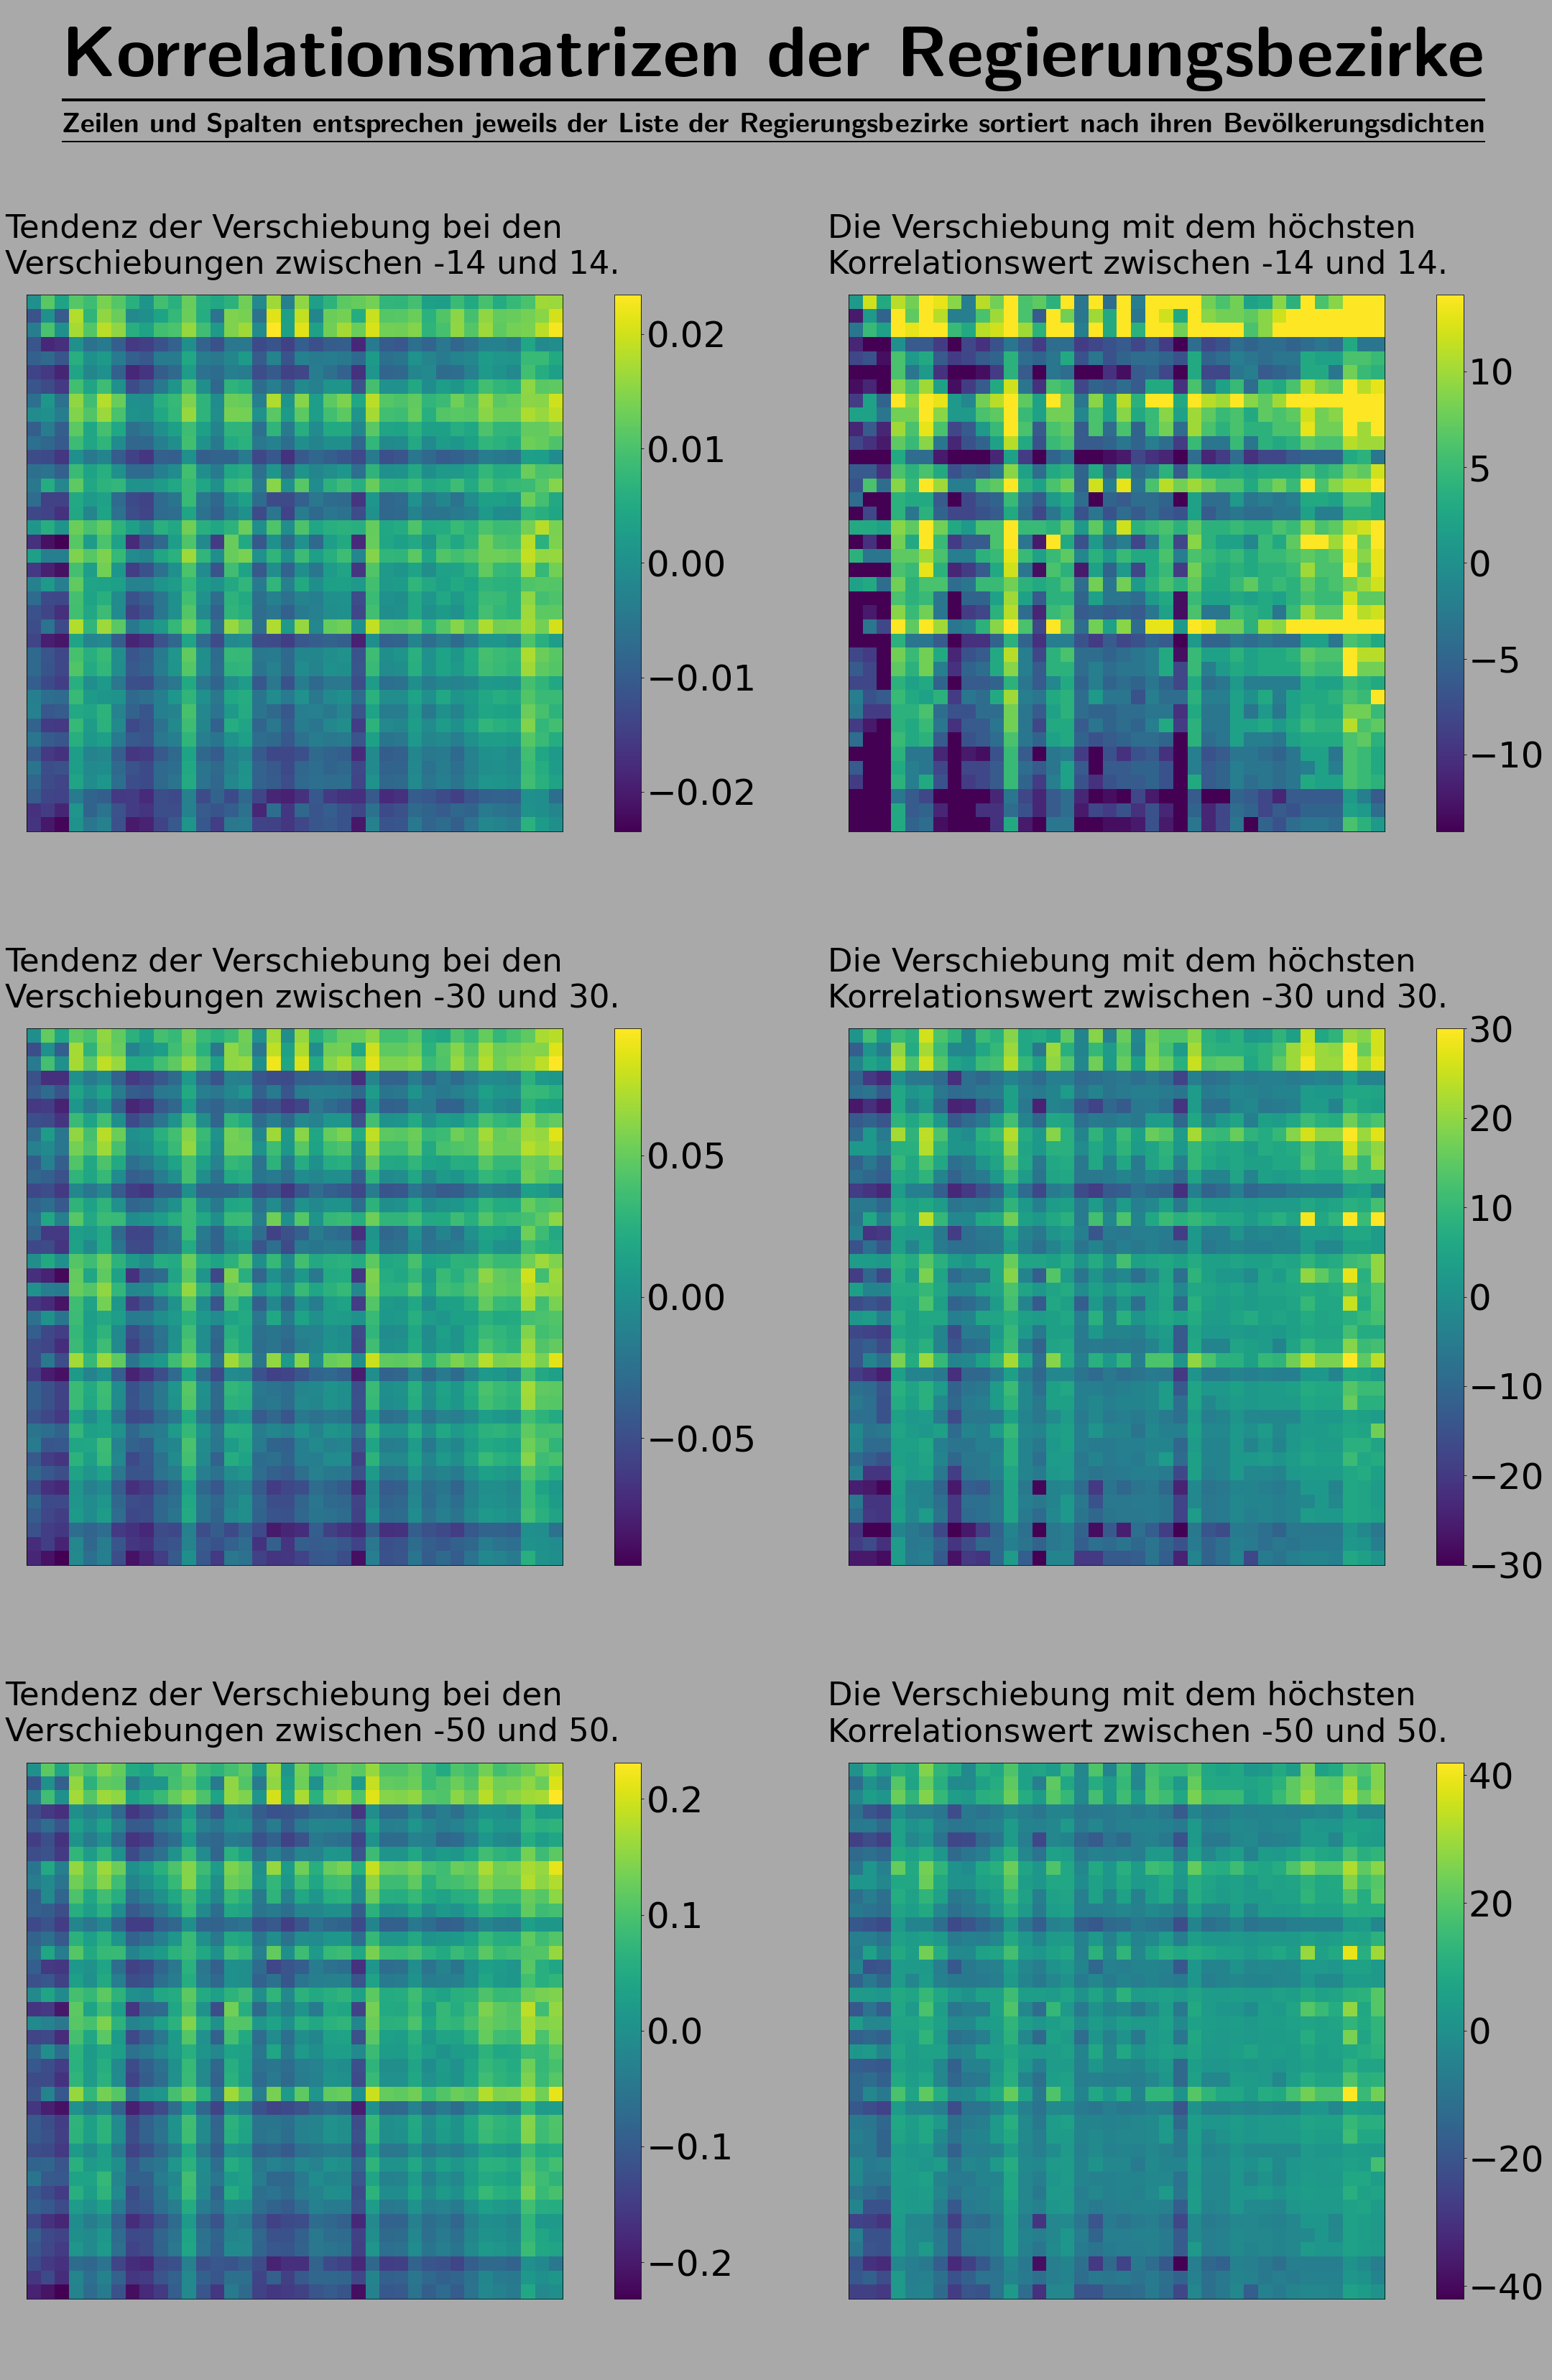 Korrelationsmatrizen der Regierungsbezirke
Zeilen und Spalten entsprechen jeweils der Liste der Regierungsbezirke sortiert nach ihren Bevölkerungsdichten
Tendenz der Verschiebung bei den
Verschiebungen zwischen -14 und 14.
0.02
0.01
0.00
−0.01
−0.02
Die Verschiebung mit dem höchsten
Korrelationswert zwischen -14 und 14.
10
5
0
−5
−10
Tendenz der Verschiebung bei den
Verschiebungen zwischen -30 und 30.
0.05
0.00
−0.05
Die Verschiebung mit dem höchsten
Korrelationswert zwischen -30 und 30.
30
20
10
0
−10
−20
−30
Tendenz der Verschiebung bei den
Verschiebungen zwischen -50 und 50.
0.2
0.1
0.0
−0.1
−0.2
Die Verschiebung mit dem höchsten
Korrelationswert zwischen -50 und 50.
40
20
0
−20
−40